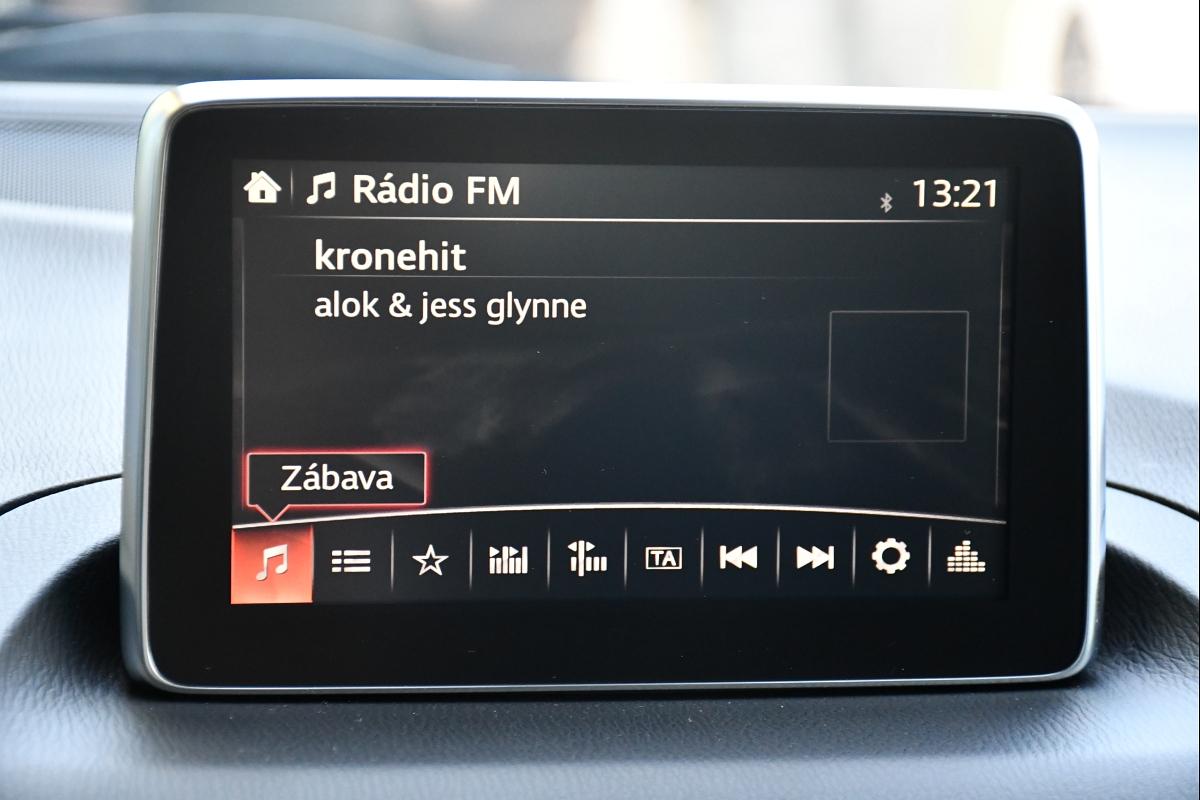 Rádio FM 13:21
kronehit
alok & jess glynne
Zábava
TA